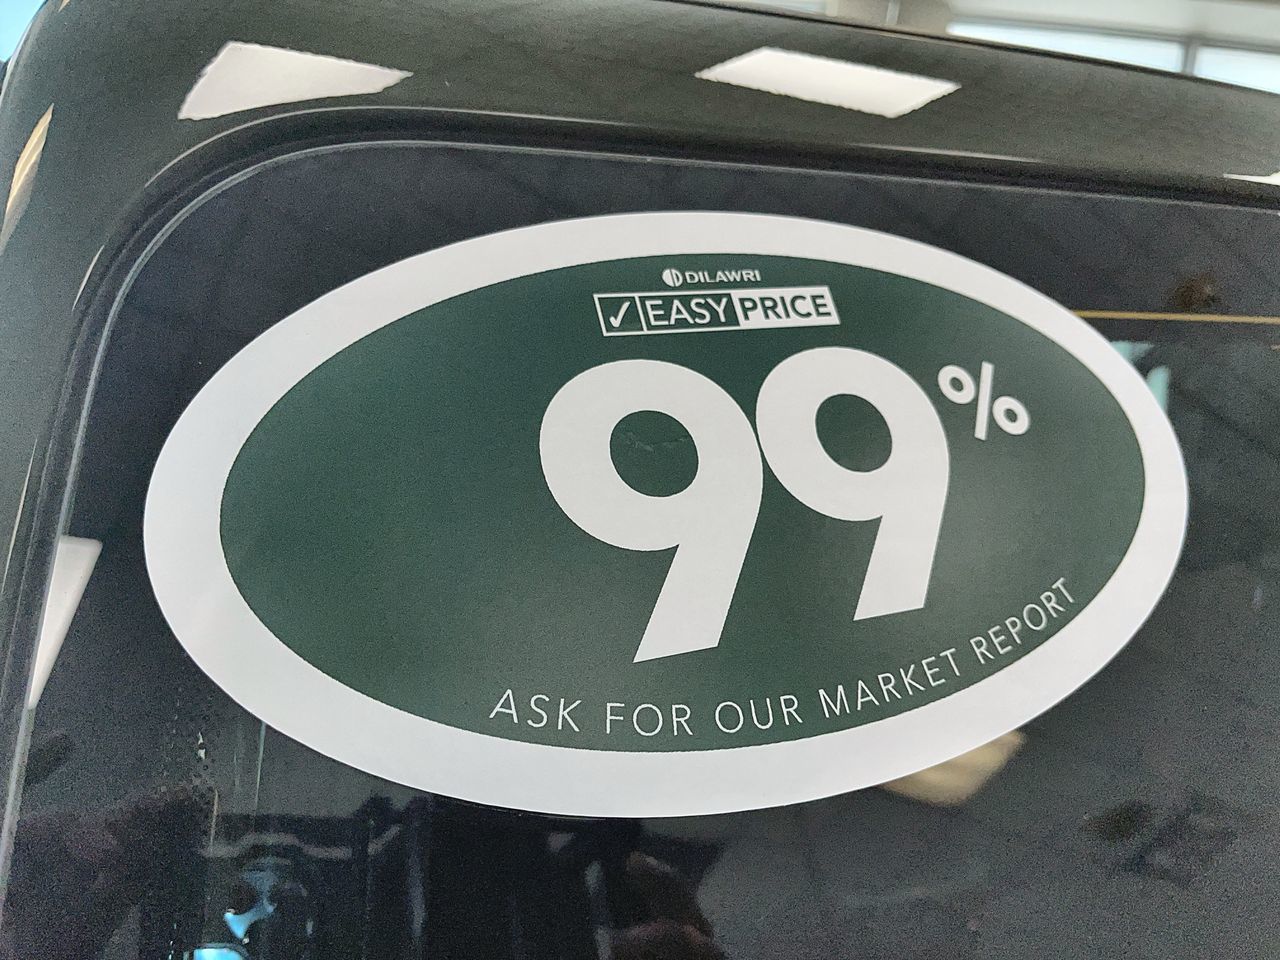 DILAWRI
✓ EASY PRICE
99%
ASK FOR OUR MARKET REPORT